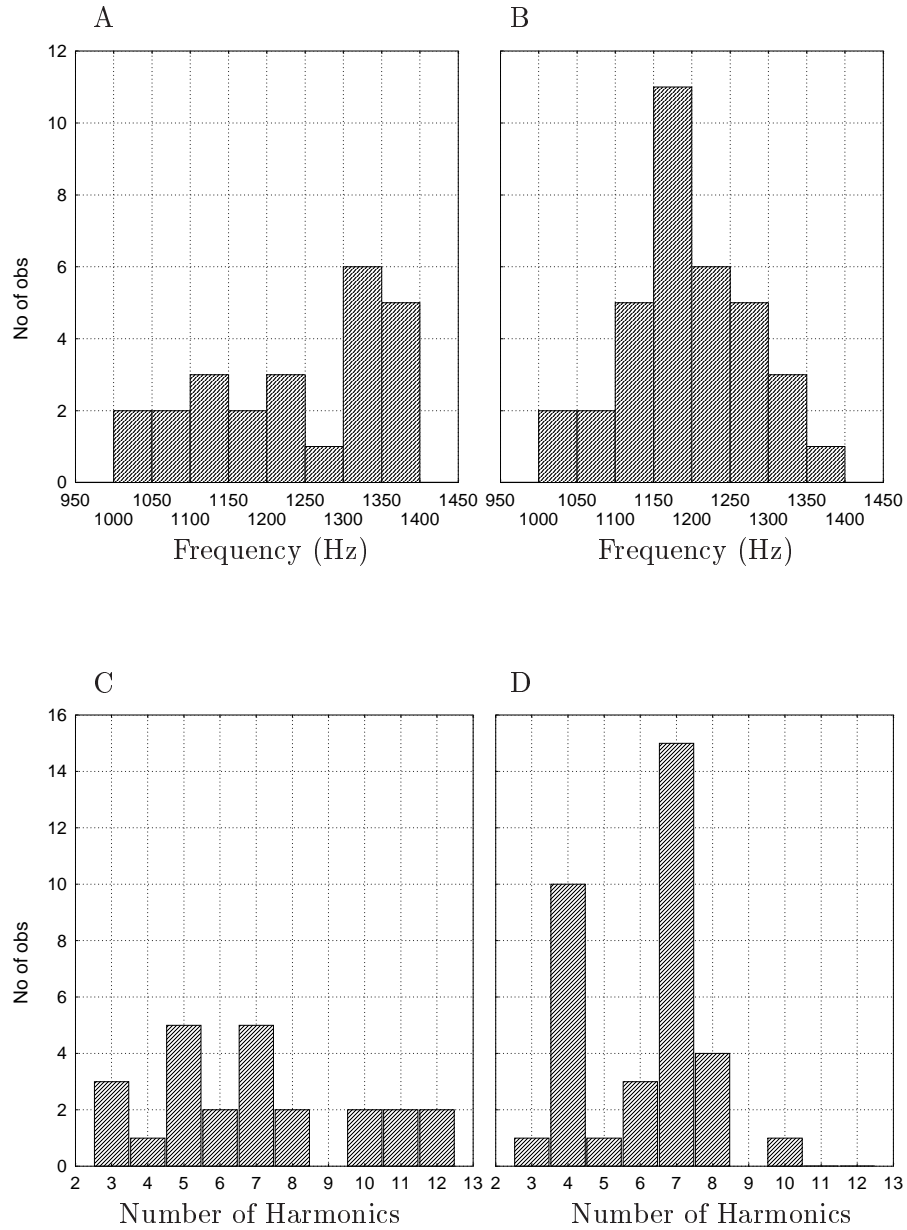 A B
12
10
8
6
4
2
0
No of obs
950 1050 1150 1250 1350 1450 950 1050 1150 1250 1350 1450
1000 1100 1200 1300 1400 1000 1100 1200 1300 1400
Frequency (Hz) Frequency (Hz)
C D
16
14
12
10
8
6
4
2
0
No of obs
2 3 4 5 6 7 8 9 10 11 12 13 2 3 4 5 6 7 8 9 10 11 12 13
Number of Harmonics Number of Harmonics